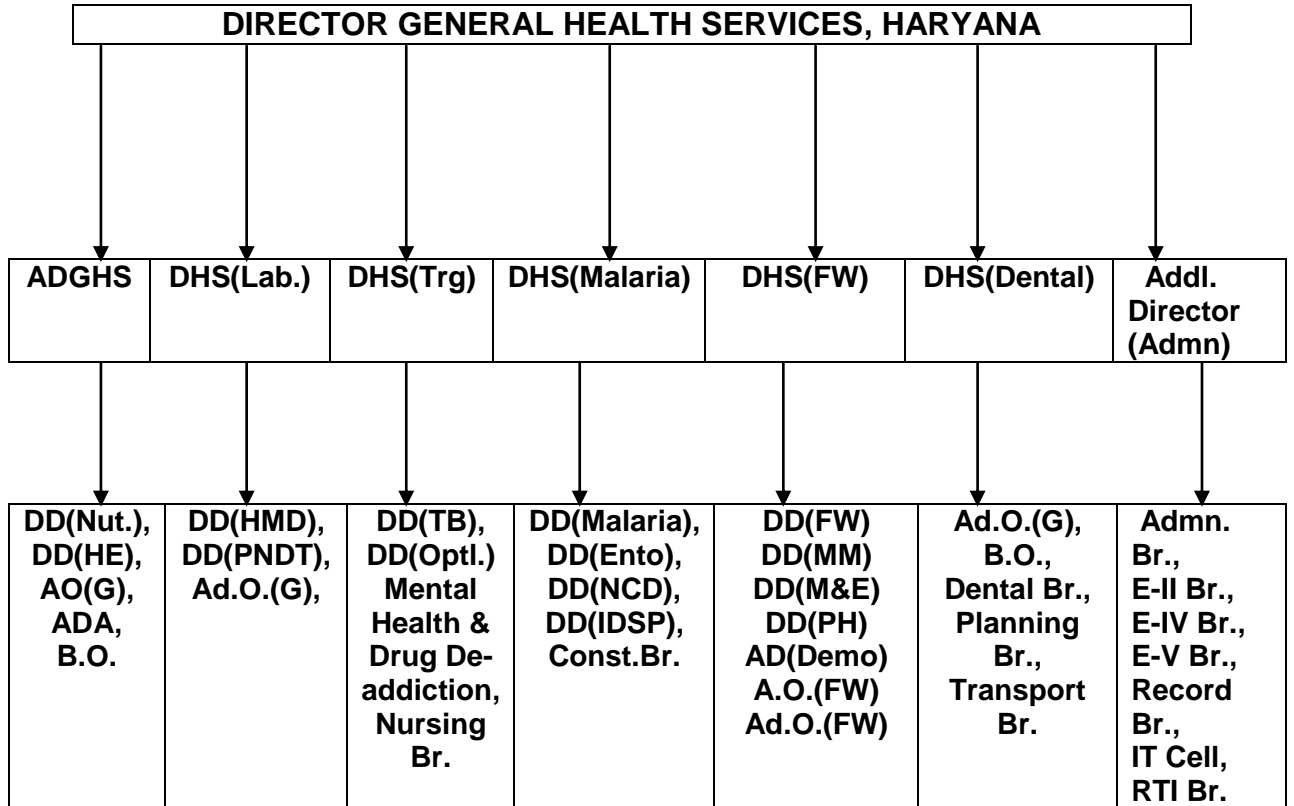 DIRECTOR GENERAL HEALTH SERVICES, HARYANA
ADGHS
DHS(Lab.)
DHS(Trg)
DHS(Malaria)
DHS(FW)
DHS(Dental)
Addl.
Director
(Admn)
DD(Nut.),
DD(HE),
AO(G),
ADA,
B.O.
DD(HMD),
DD(PNDT),
Ad.O.(G),
DD(TB),
DD(Optl.)
Mental
Health &
Drug De-
addiction,
Nursing
Br.
DD(Malaria),
DD(Ento),
DD(NCD),
DD(IDSP),
Const.Br.
DD(FW)
DD(MM)
DD(M&E)
DD(PH)
AD(Demo)
A.O.(FW)
Ad.O.(FW)
Ad.O.(G),
B.O.,
Dental Br.,
Planning
Br.,
Transport
Br.
Admn.
Br.,
E-II Br.,
E-IV Br.,
E-V Br.,
Record
Br.,
IT Cell,
RTI Br.